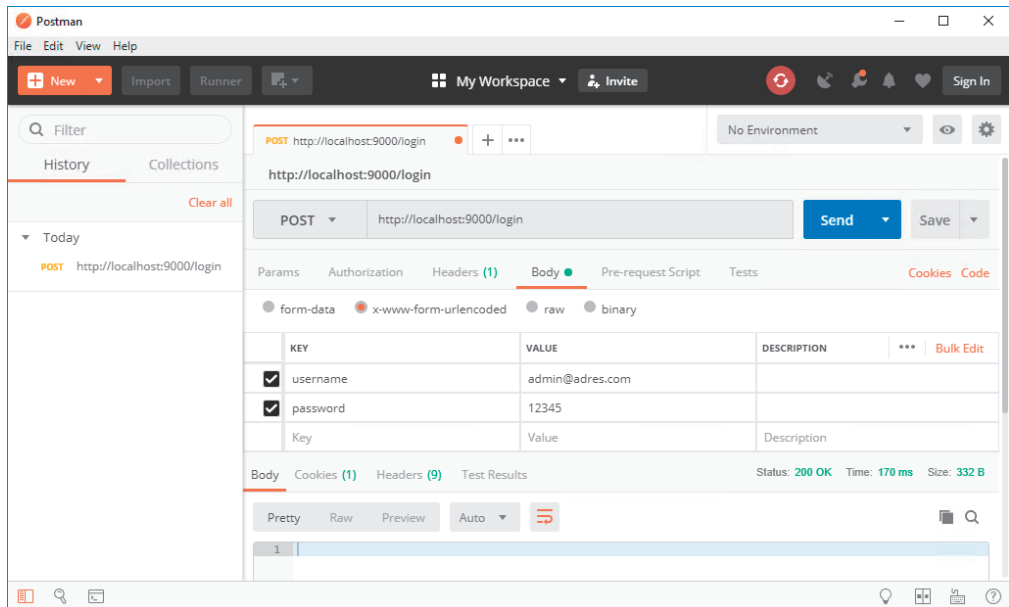 Postman
File Edit View Help
New Import Runner My Workspace Invite Sign In
Filter
History Collections
Clear all
Today
POST http://localhost:9000/login
POST http://localhost:9000/login
No Environment
http://localhost:9000/login
POST http://localhost:9000/login Send Save
Params Authorization Headers (1) Body Pre-request Script Tests Cookies Code
form-data x-www-form-urlencoded raw binary
KEY VALUE DESCRIPTION Bulk Edit
username admin@adres.com
password 12345
Key Value Description
Body Cookies (1) Headers (9) Test Results Status: 200 OK Time: 170 ms Size: 332 B
Pretty Raw Preview Auto
1